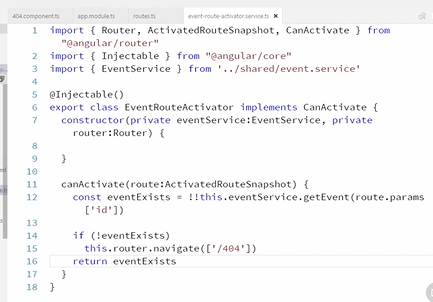 404.component.ts app.module.ts routes.ts event-route-activator.service.ts ×
1 import { Router, ActivatedRouteSnapshot, CanActivate } from
"@angular/router"
2 import { Injectable } from "@angular/core"
3 import { EventService } from '../shared/event.service'
4
5 @Injectable()
6 export class EventRouteActivator implements CanActivate {
7 constructor(private eventService:EventService, private
router:Router) {
8
9 }
10
11 canActivate(route:ActivatedRouteSnapshot) {
12 const eventExists = !!this.eventService.getEvent(route.params
['id'])
13
14 if (!eventExists)
15 this.router.navigate(['/404'])
16 return eventExists
17 }
18 }